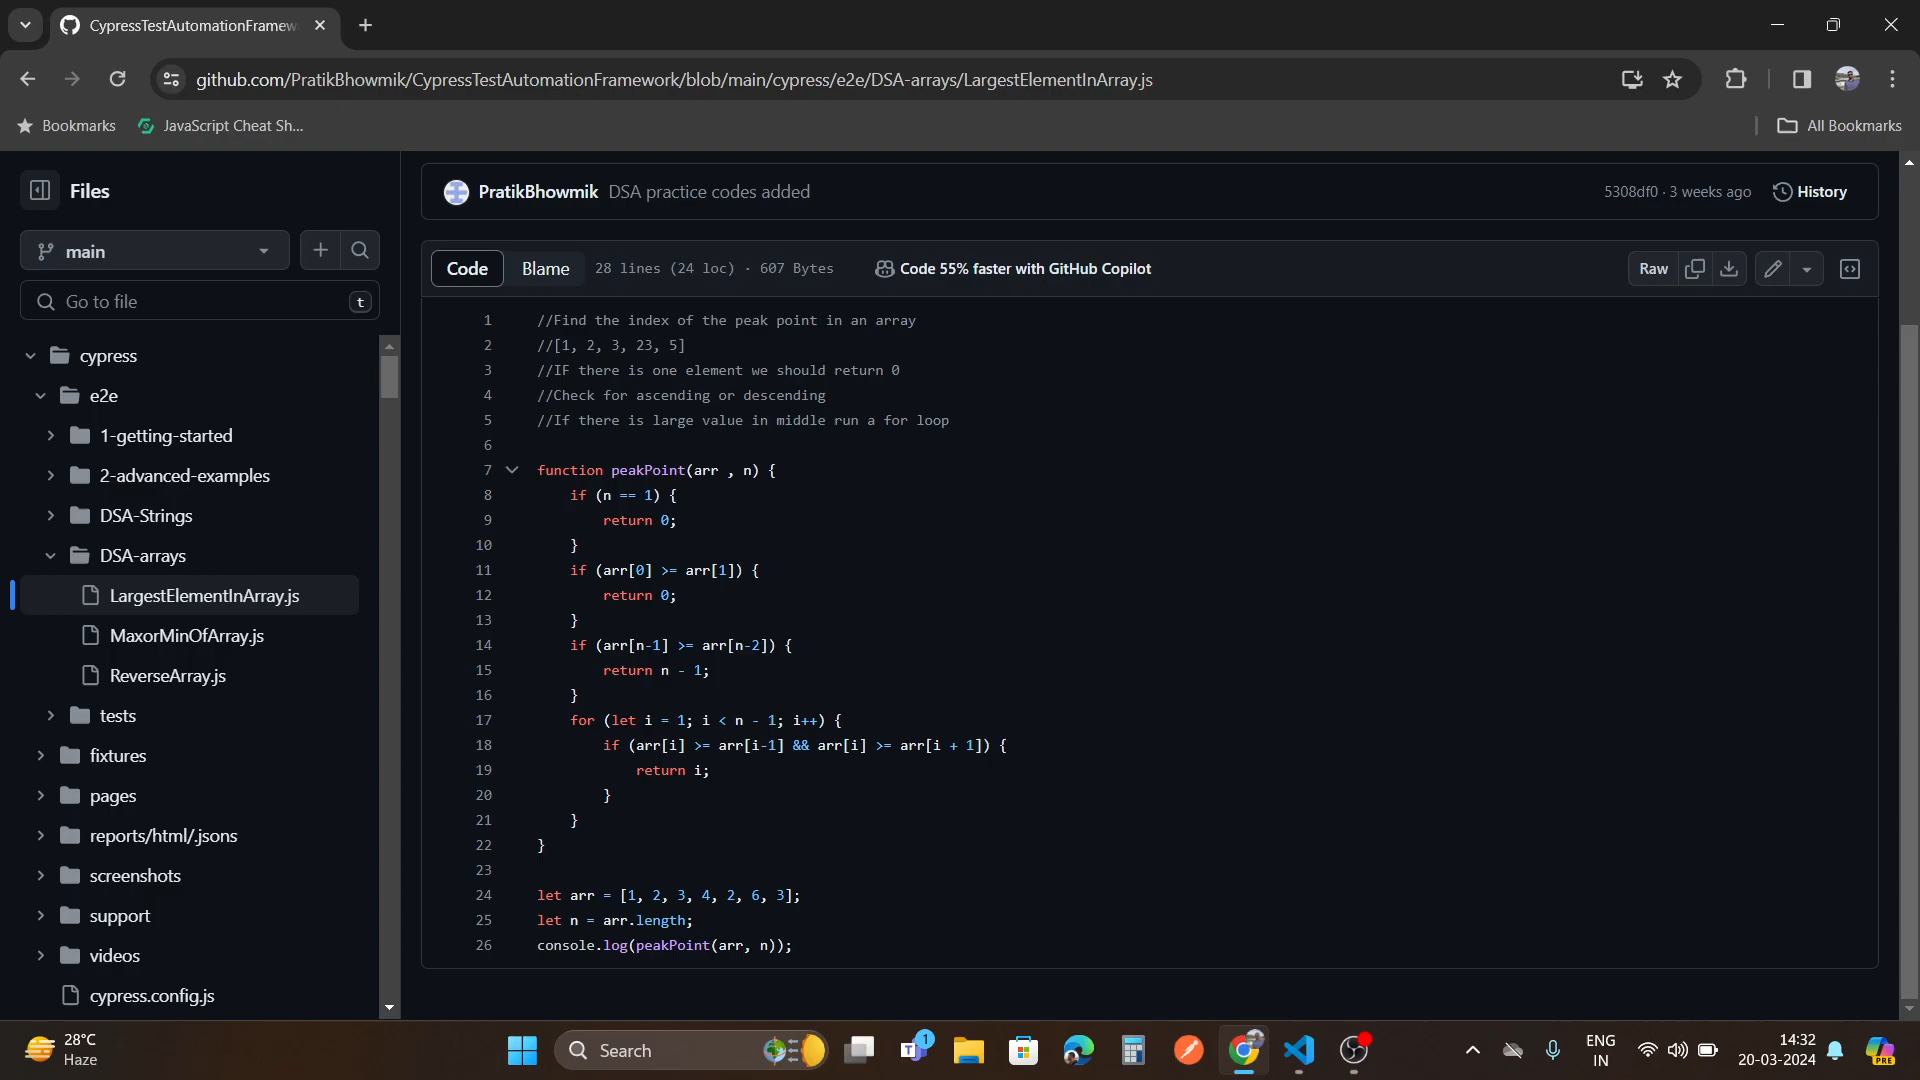 CypressTestAutomationFramew
github.com/PratikBhowmik/CypressTestAutomationFramework/blob/main/cypress/e2e/DSA-arrays/LargestElementInArray.js
Bookmarks
JavaScript Cheat Sh...
All Bookmarks
Files
main
Go to file
t
cypress
e2e
1-getting-started
2-advanced-examples
DSA-Strings
DSA-arrays
LargestElementInArray.js
MaxorMinOfArray.js
ReverseArray.js
tests
fixtures
pages
reports/html/.jsons
screenshots
support
videos
cypress.config.js
PratikBhowmik DSA practice codes added
5308df0 · 3 weeks ago
History
Code
Blame
28 lines (24 loc) · 607 Bytes
Code 55% faster with GitHub Copilot
Raw
1 //Find the index of the peak point in an array
2 //[1, 2, 3, 23, 5]
3 //IF there is one element we should return 0
4 //Check for ascending or descending
5 //If there is large value in middle run a for loop
6
7 function peakPoint(arr , n) {
8 if (n == 1) {
9 return 0;
10 }
11 if (arr[0] >= arr[1]) {
12 return 0;
13 }
14 if (arr[n-1] >= arr[n-2]) {
15 return n - 1;
16 }
17 for (let i = 1; i < n - 1; i++) {
18 if (arr[i] >= arr[i-1] && arr[i] >= arr[i + 1]) {
19 return i;
20 }
21 }
22 }
23
24 let arr = [1, 2, 3, 4, 2, 6, 3];
25 let n = arr.length;
26 console.log(peakPoint(arr, n));
28°C
Haze
Search
1
ENG
IN
14:32
20-03-2024
PRE